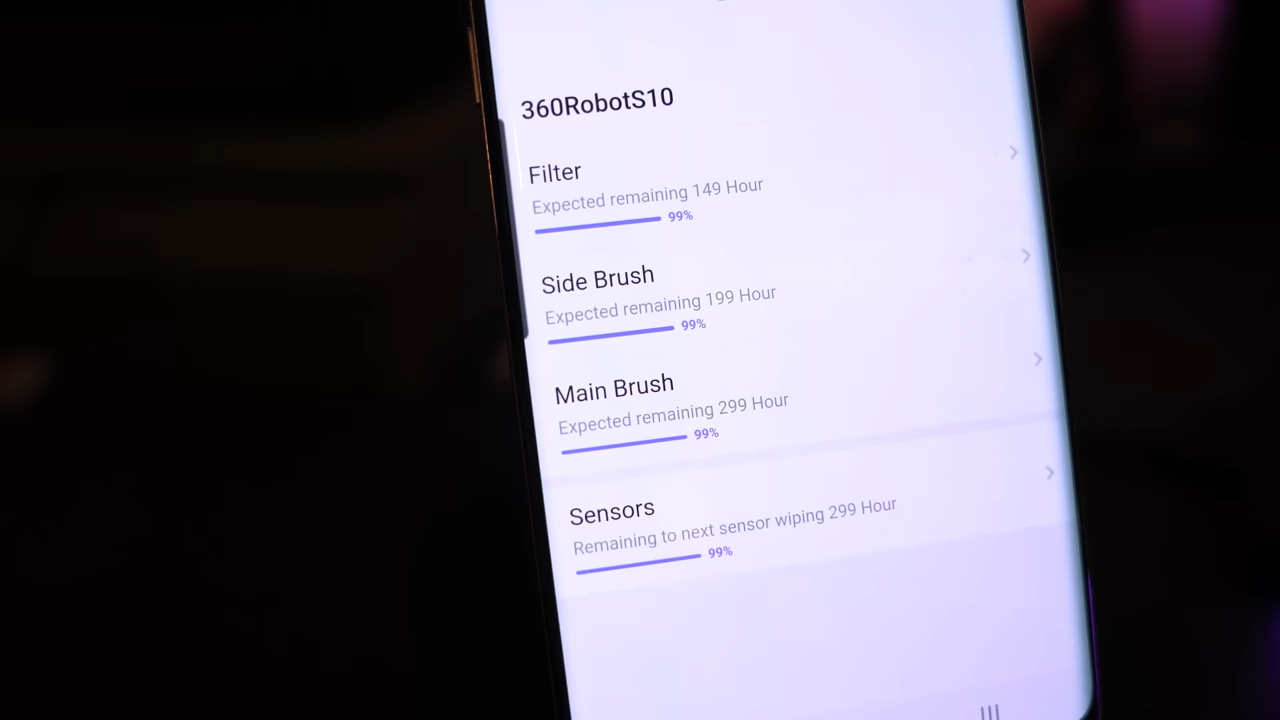 360RobotS10
Filter
Expected remaining 149 Hour
99%
Side Brush
Expected remaining 199 Hour
99%
Main Brush
Expected remaining 299 Hour
99%
Sensors
Remaining to next sensor wiping 299 Hour
99%